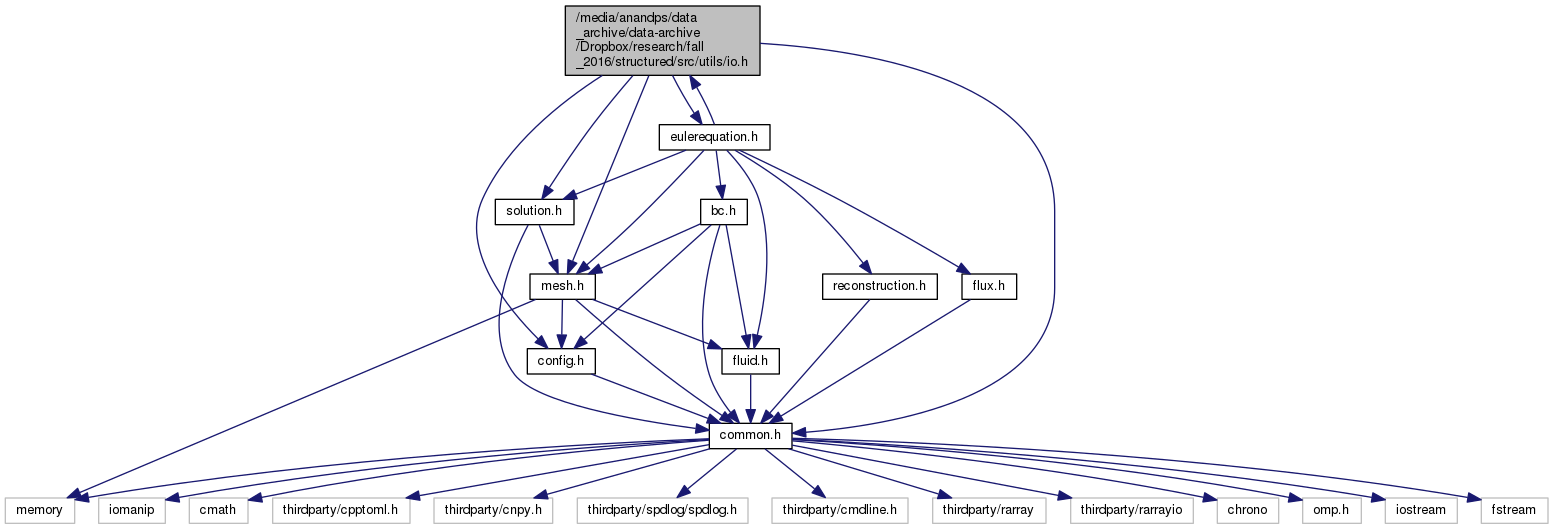 /media/anandps/data
_archive/data-archive
/Dropbox/research/fall
_2016/structured/src/utils/io.h
eulerequation.h
solution.h
bc.h
mesh.h
reconstruction.h
flux.h
config.h
fluid.h
common.h
memory
iomanip
cmath
thirdparty/cpptoml.h
thirdparty/cnpy.h
thirdparty/spdlog/spdlog.h
thirdparty/cmdline.h
thirdparty/rarray
thirdparty/rarrayio
chrono
omp.h
iostream
fstream